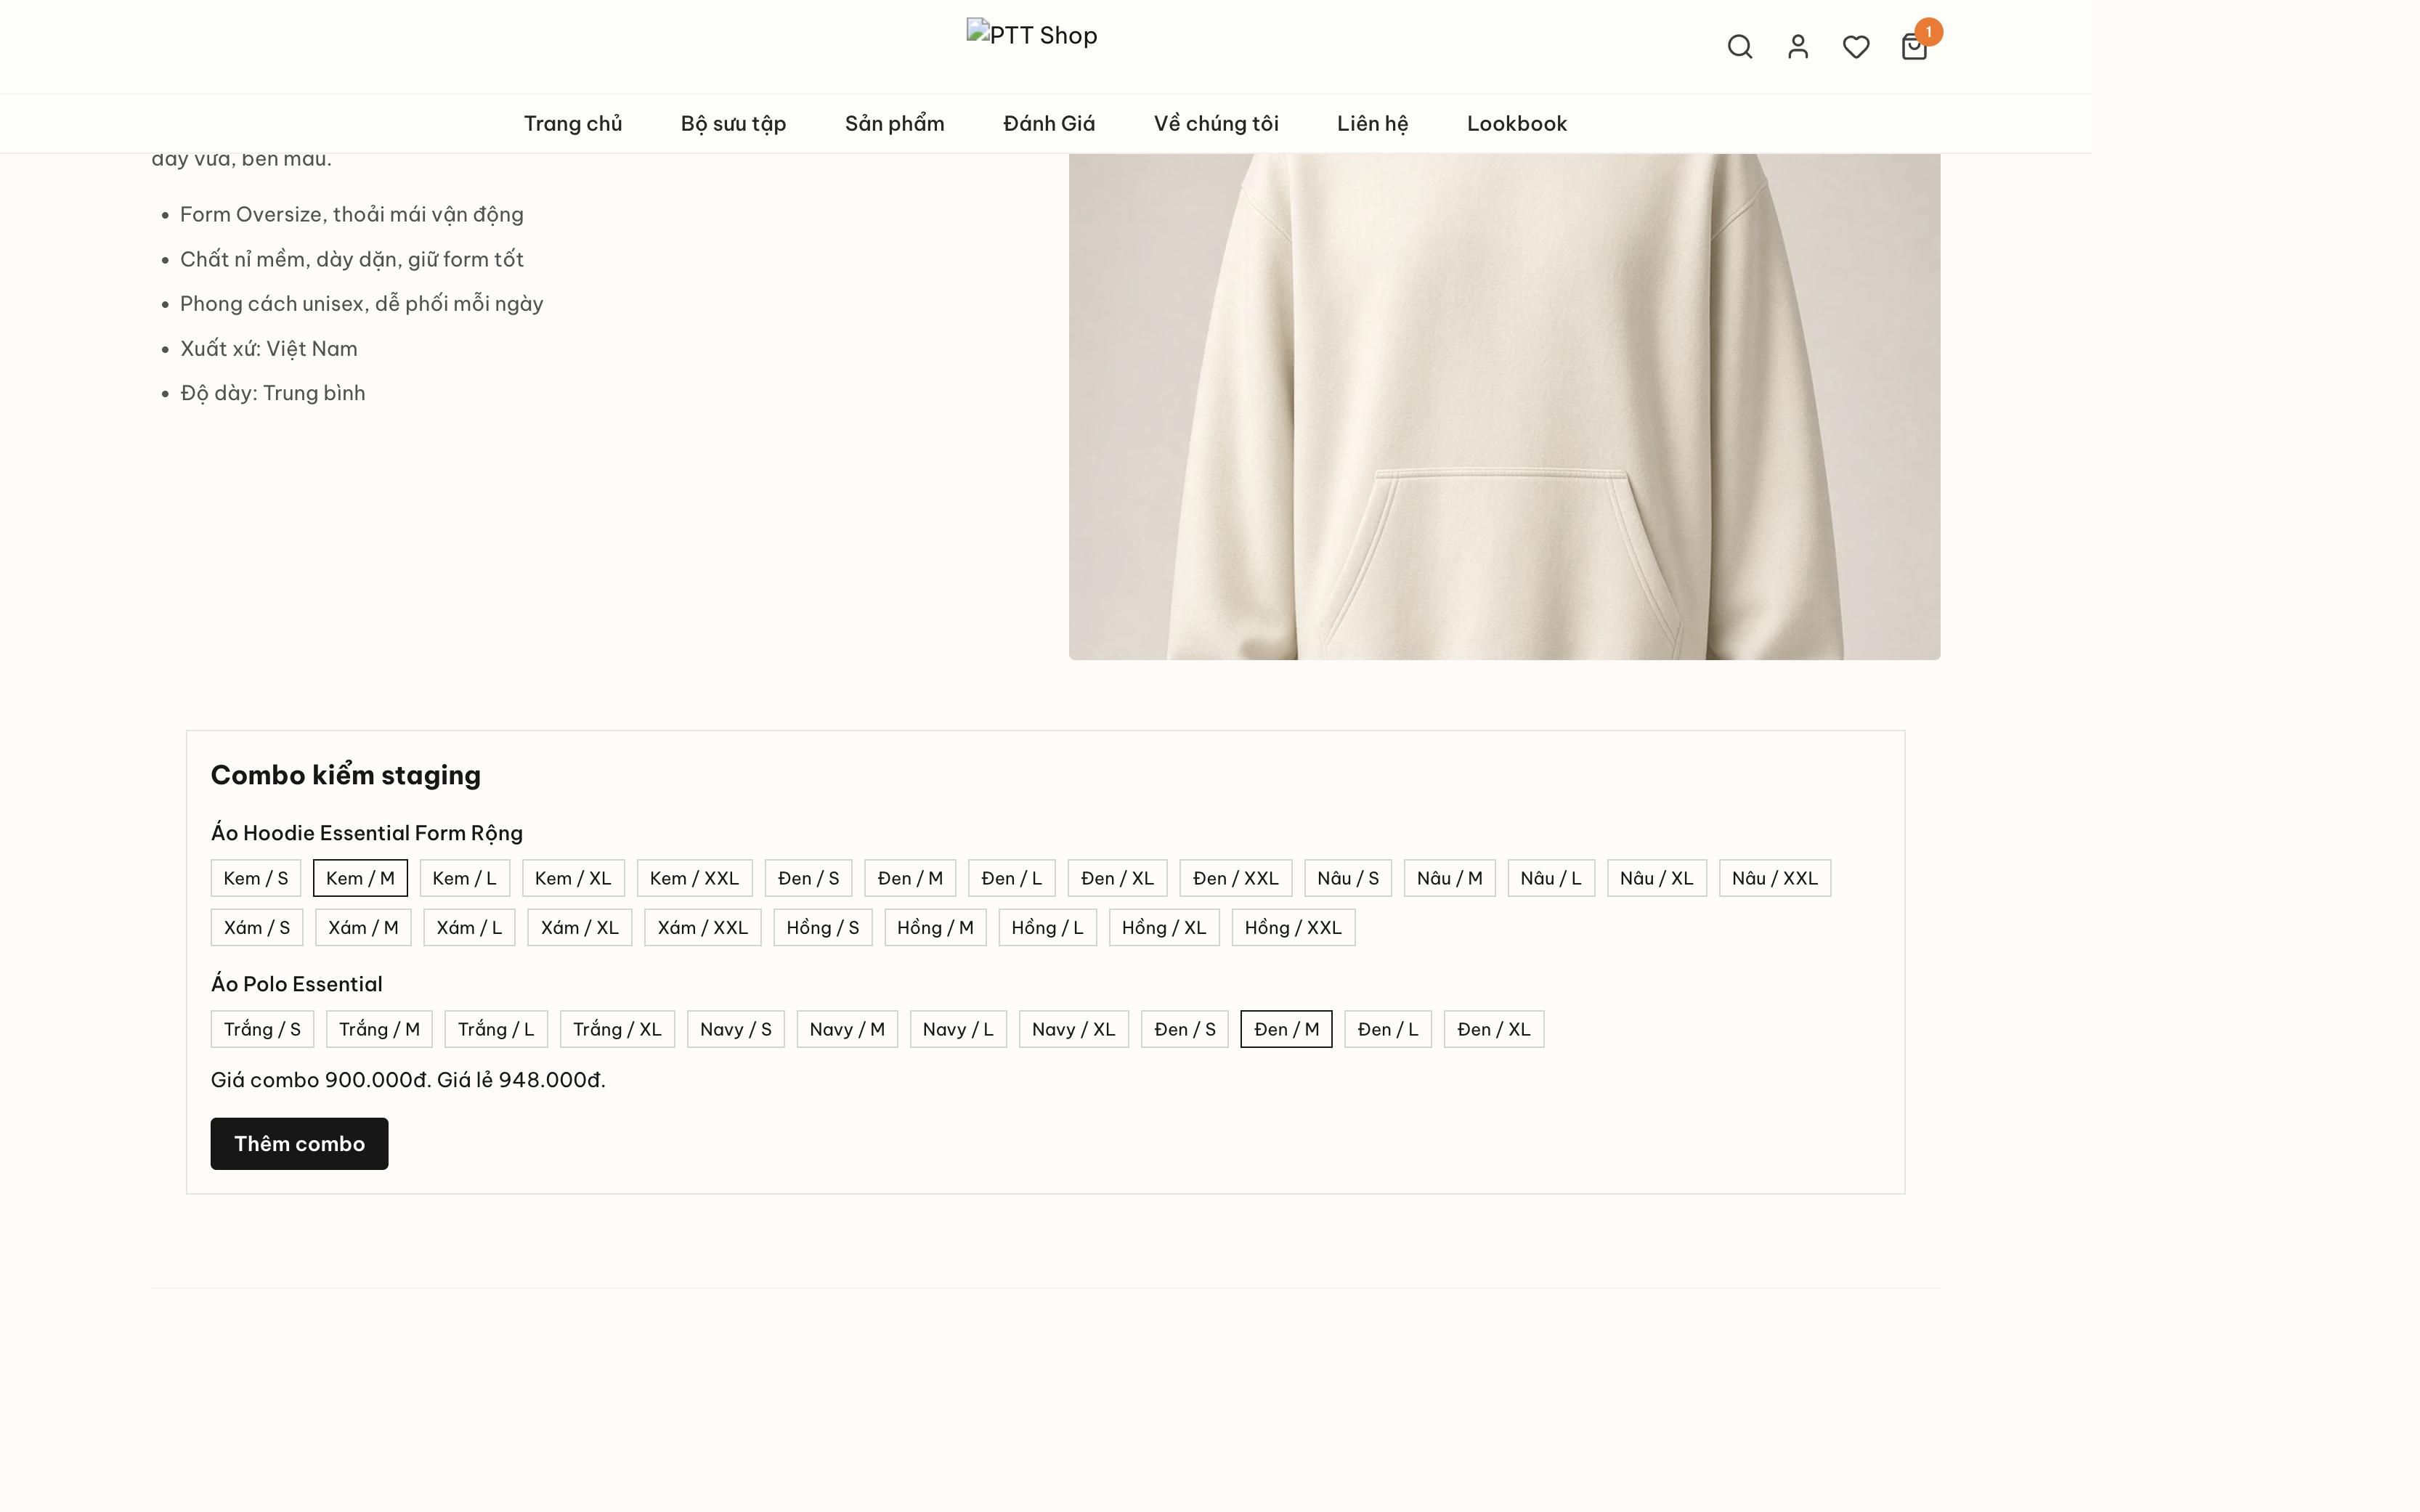 PTT Shop
1
Trang chủ Bộ sưu tập Sản phẩm Đánh Giá Về chúng tôi Liên hệ Lookbook
dày vừa, bền màu.
Form Oversize, thoải mái vận động
Chất nỉ mềm, dày dặn, giữ form tốt
Phong cách unisex, dễ phối mỗi ngày
Xuất xứ: Việt Nam
Độ dày: Trung bình
Combo kiểm staging
Áo Hoodie Essential Form Rộng
Kem / S Kem / M Kem / L Kem / XL Kem / XXL Đen / S Đen / M Đen / L Đen / XL Đen / XXL Nâu / S Nâu / M Nâu / L Nâu / XL Nâu / XXL
Xám / S Xám / M Xám / L Xám / XL Xám / XXL Hồng / S Hồng / M Hồng / L Hồng / XL Hồng / XXL
Áo Polo Essential
Trắng / S Trắng / M Trắng / L Trắng / XL Navy / S Navy / M Navy / L Navy / XL Đen / S Đen / M Đen / L Đen / XL
Giá combo 900.000đ. Giá lẻ 948.000đ.
Thêm combo